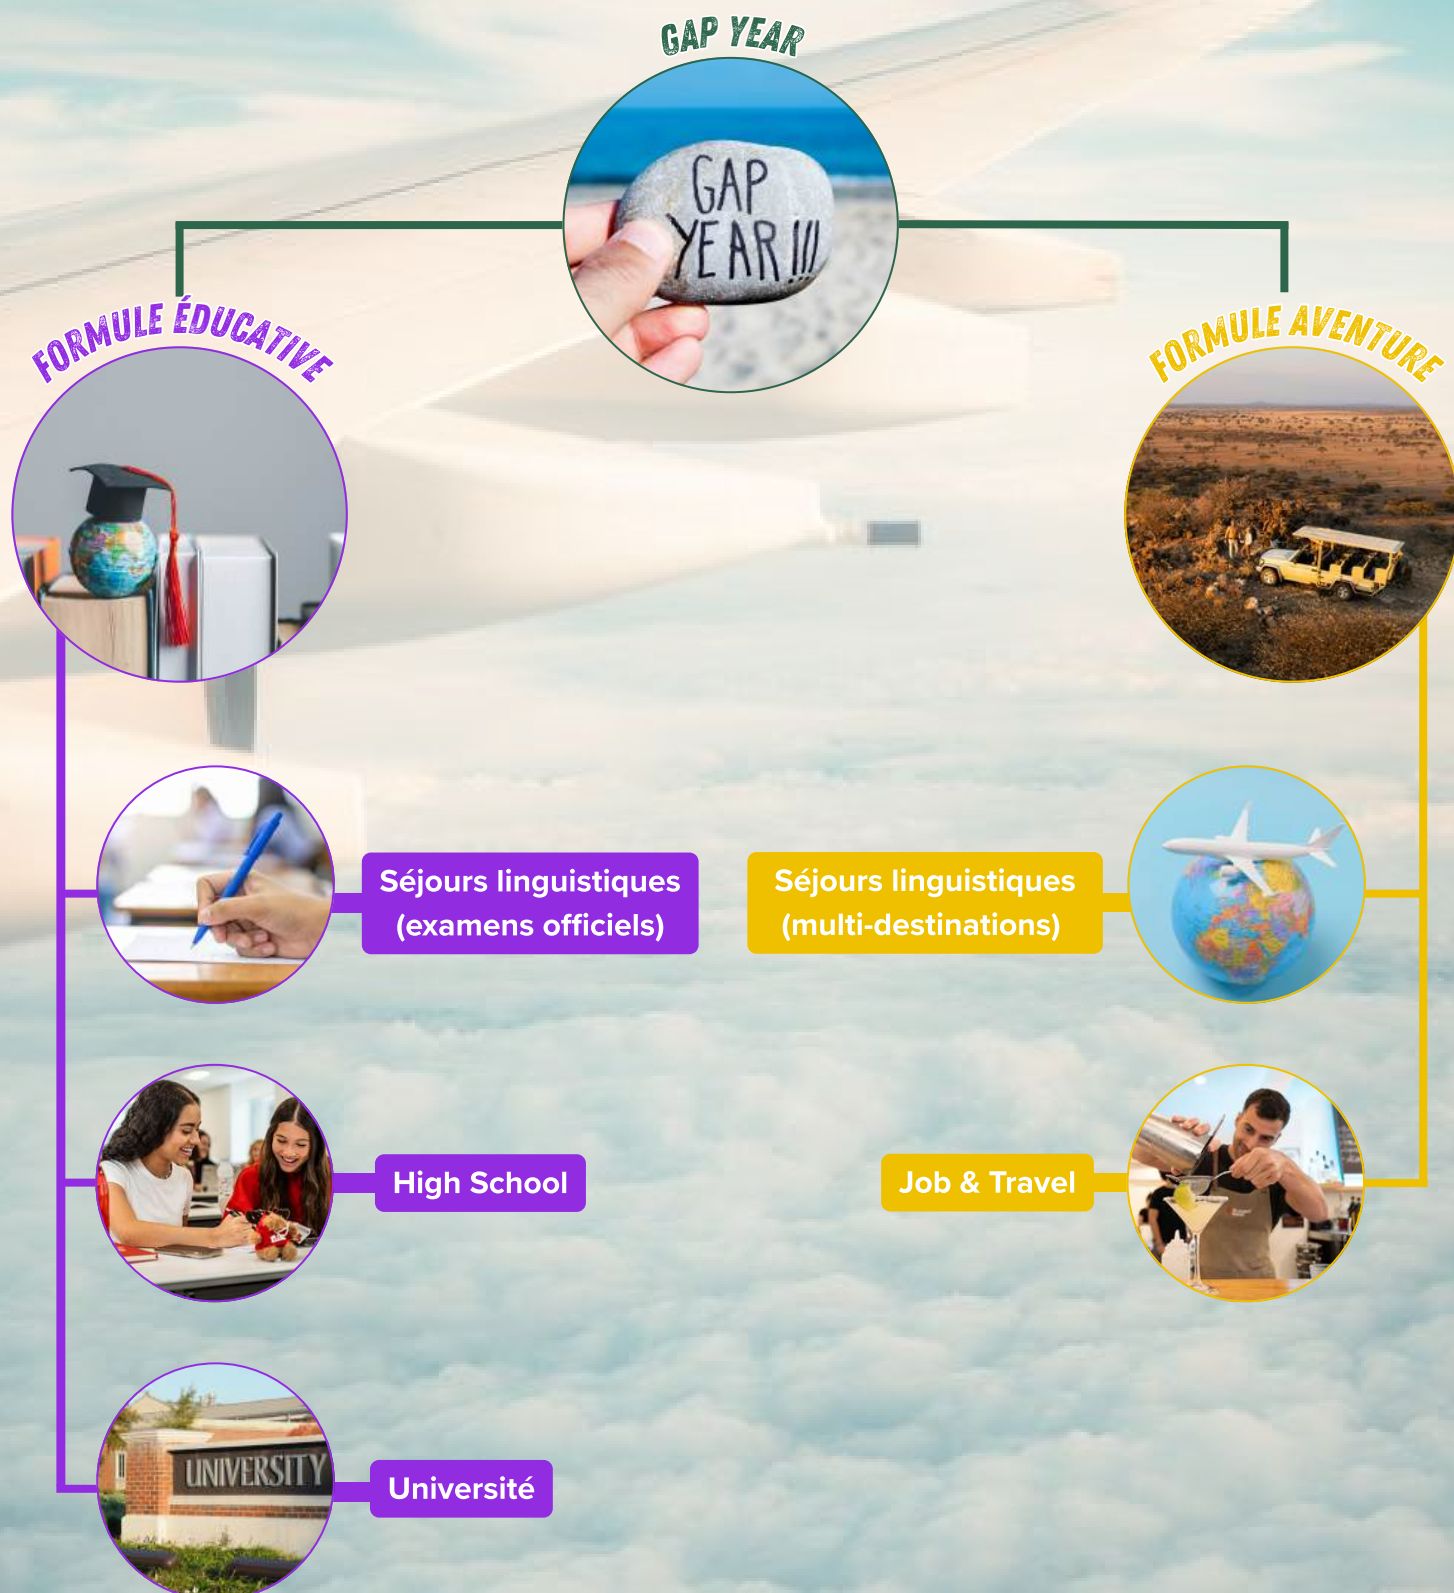 GAP YEAR
GAP
YEAR!!!
FORMULE ÉDUCATIVE
FORMULE AVENTURE
Séjours linguistiques
(examens officiels)
Séjours linguistiques
(multi-destinations)
High School
Job & Travel
UNIVERSITY
Université